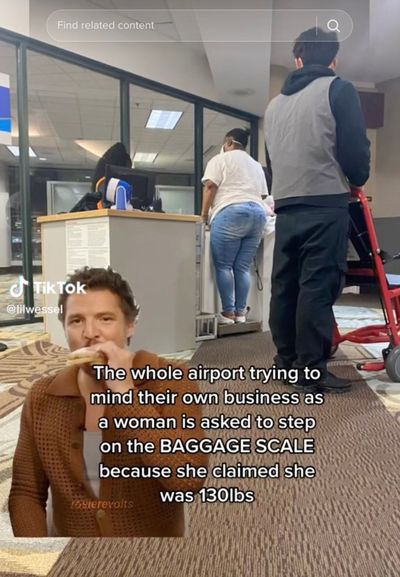 Find related content
TikTok
@lilwessel
The whole airport trying to
mind their own business as
a woman is asked to step
on the BAGGAGE SCALE
because she claimed she
was 130lbs